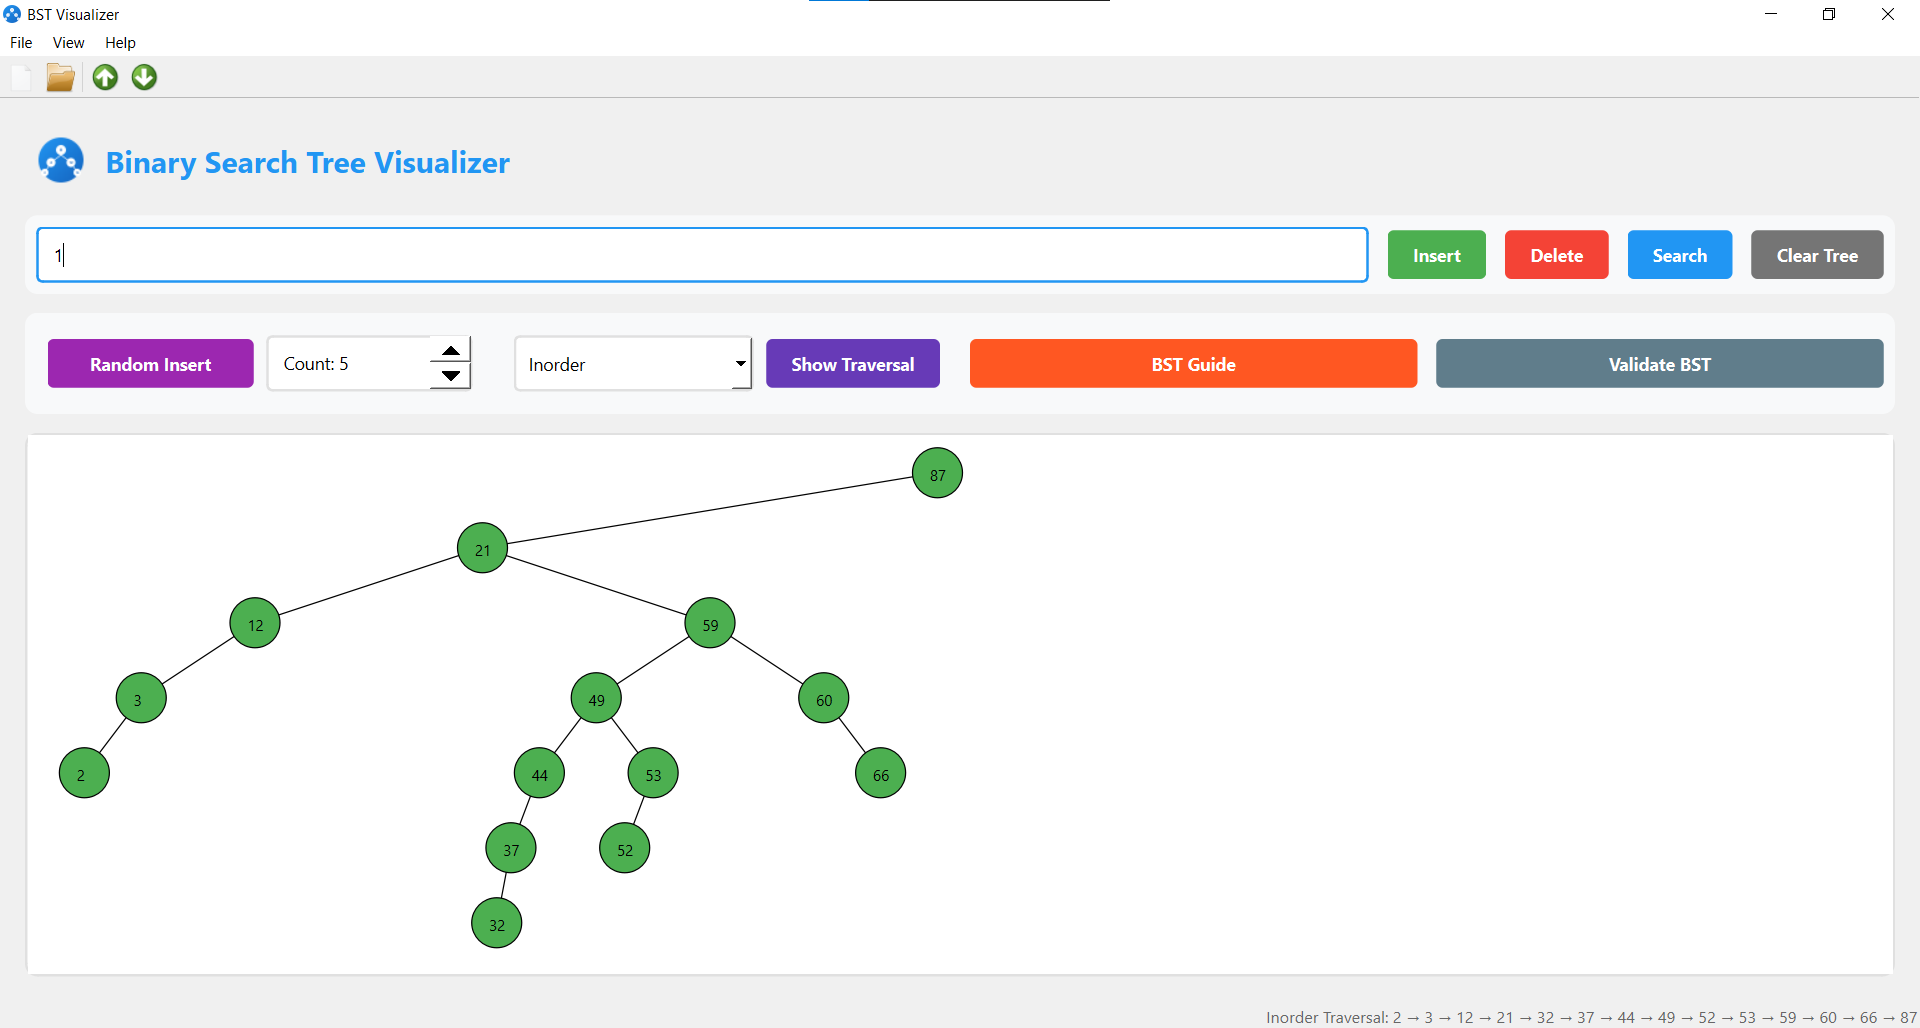 BST Visualizer
File View Help
Binary Search Tree Visualizer
1 Insert Delete Search Clear Tree
Random Insert Count: 5 Inorder Show Traversal BST Guide Validate BST
87
21
12 59
3 49 60
2 44 53 66
37 52
32
Inorder Traversal: 2 → 3 → 12 → 21 → 32 → 37 → 44 → 49 → 52 → 53 → 59 → 60 → 66 → 87